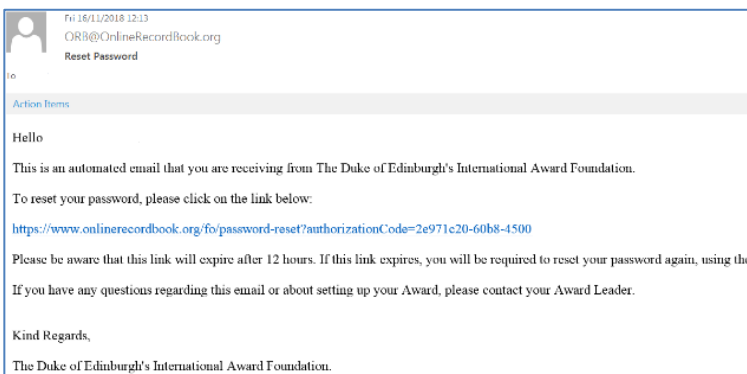 Fri 16/11/2018 12:13
ORB@OnlineRecordBook.org
Reset Password
To
Action Items
Hello
This is an automated email that you are receiving from The Duke of Edinburgh's International Award Foundation.
To reset your password, please click on the link below:
https://www.onlinerecordbook.org/fo/password-reset?authorizationCode=2e971c20-60b8-4500
Please be aware that this link will expire after 12 hours. If this link expires, you will be required to reset your password again, using the
If you have any questions regarding this email or about setting up your Award, please contact your Award Leader.
Kind Regards,
The Duke of Edinburgh's International Award Foundation.